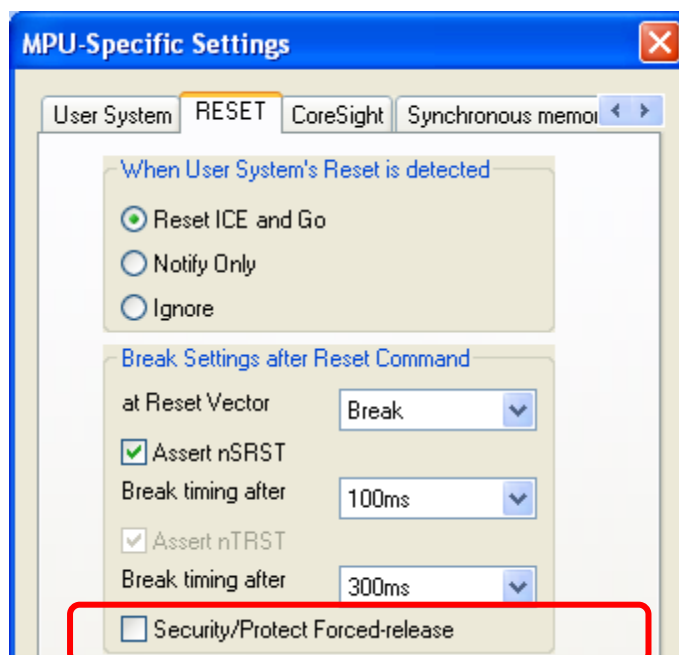 MPU-Specific Settings
User System RESET CoreSight Synchronous memo
When User System's Reset is detected
Reset ICE and Go
Notify Only
Ignore
Break Settings after Reset Command
at Reset Vector Break
Assert nSRST
Break timing after 100ms
Assert nTRST
Break timing after 300ms
Security/Protect Forced-release